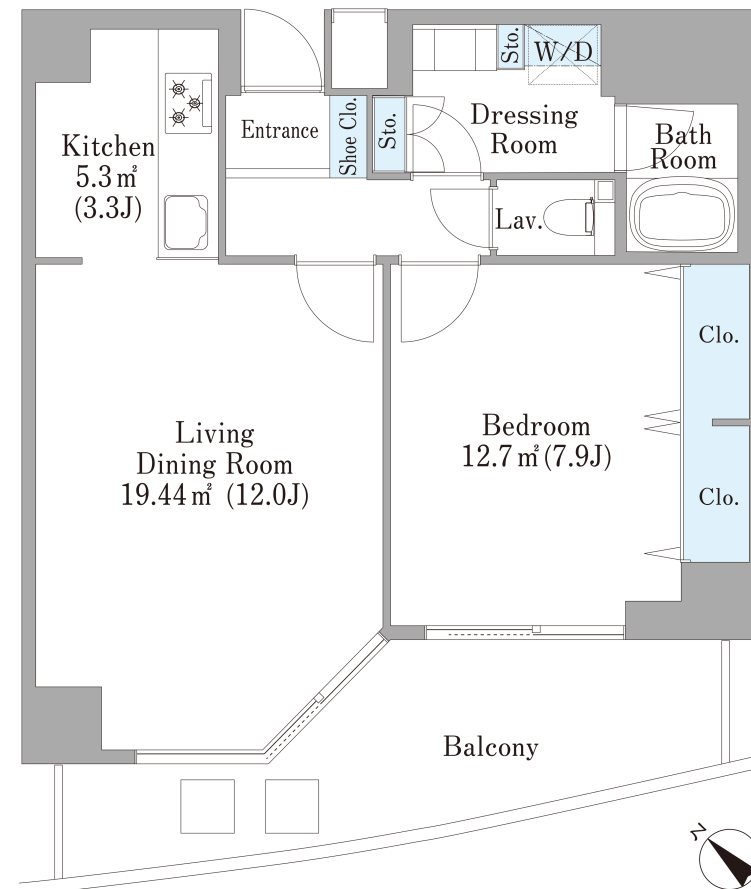 Kitchen
5.3㎡
(3.3J)
Entrance
Shoe Clo.
Sto.
Sto.
W/D
Dressing
Room
Bath
Room
Lav.
Living
Dining Room
19.44㎡ (12.0J)
Bedroom
12.7㎡(7.9J)
Clo.
Clo.
Balcony
N